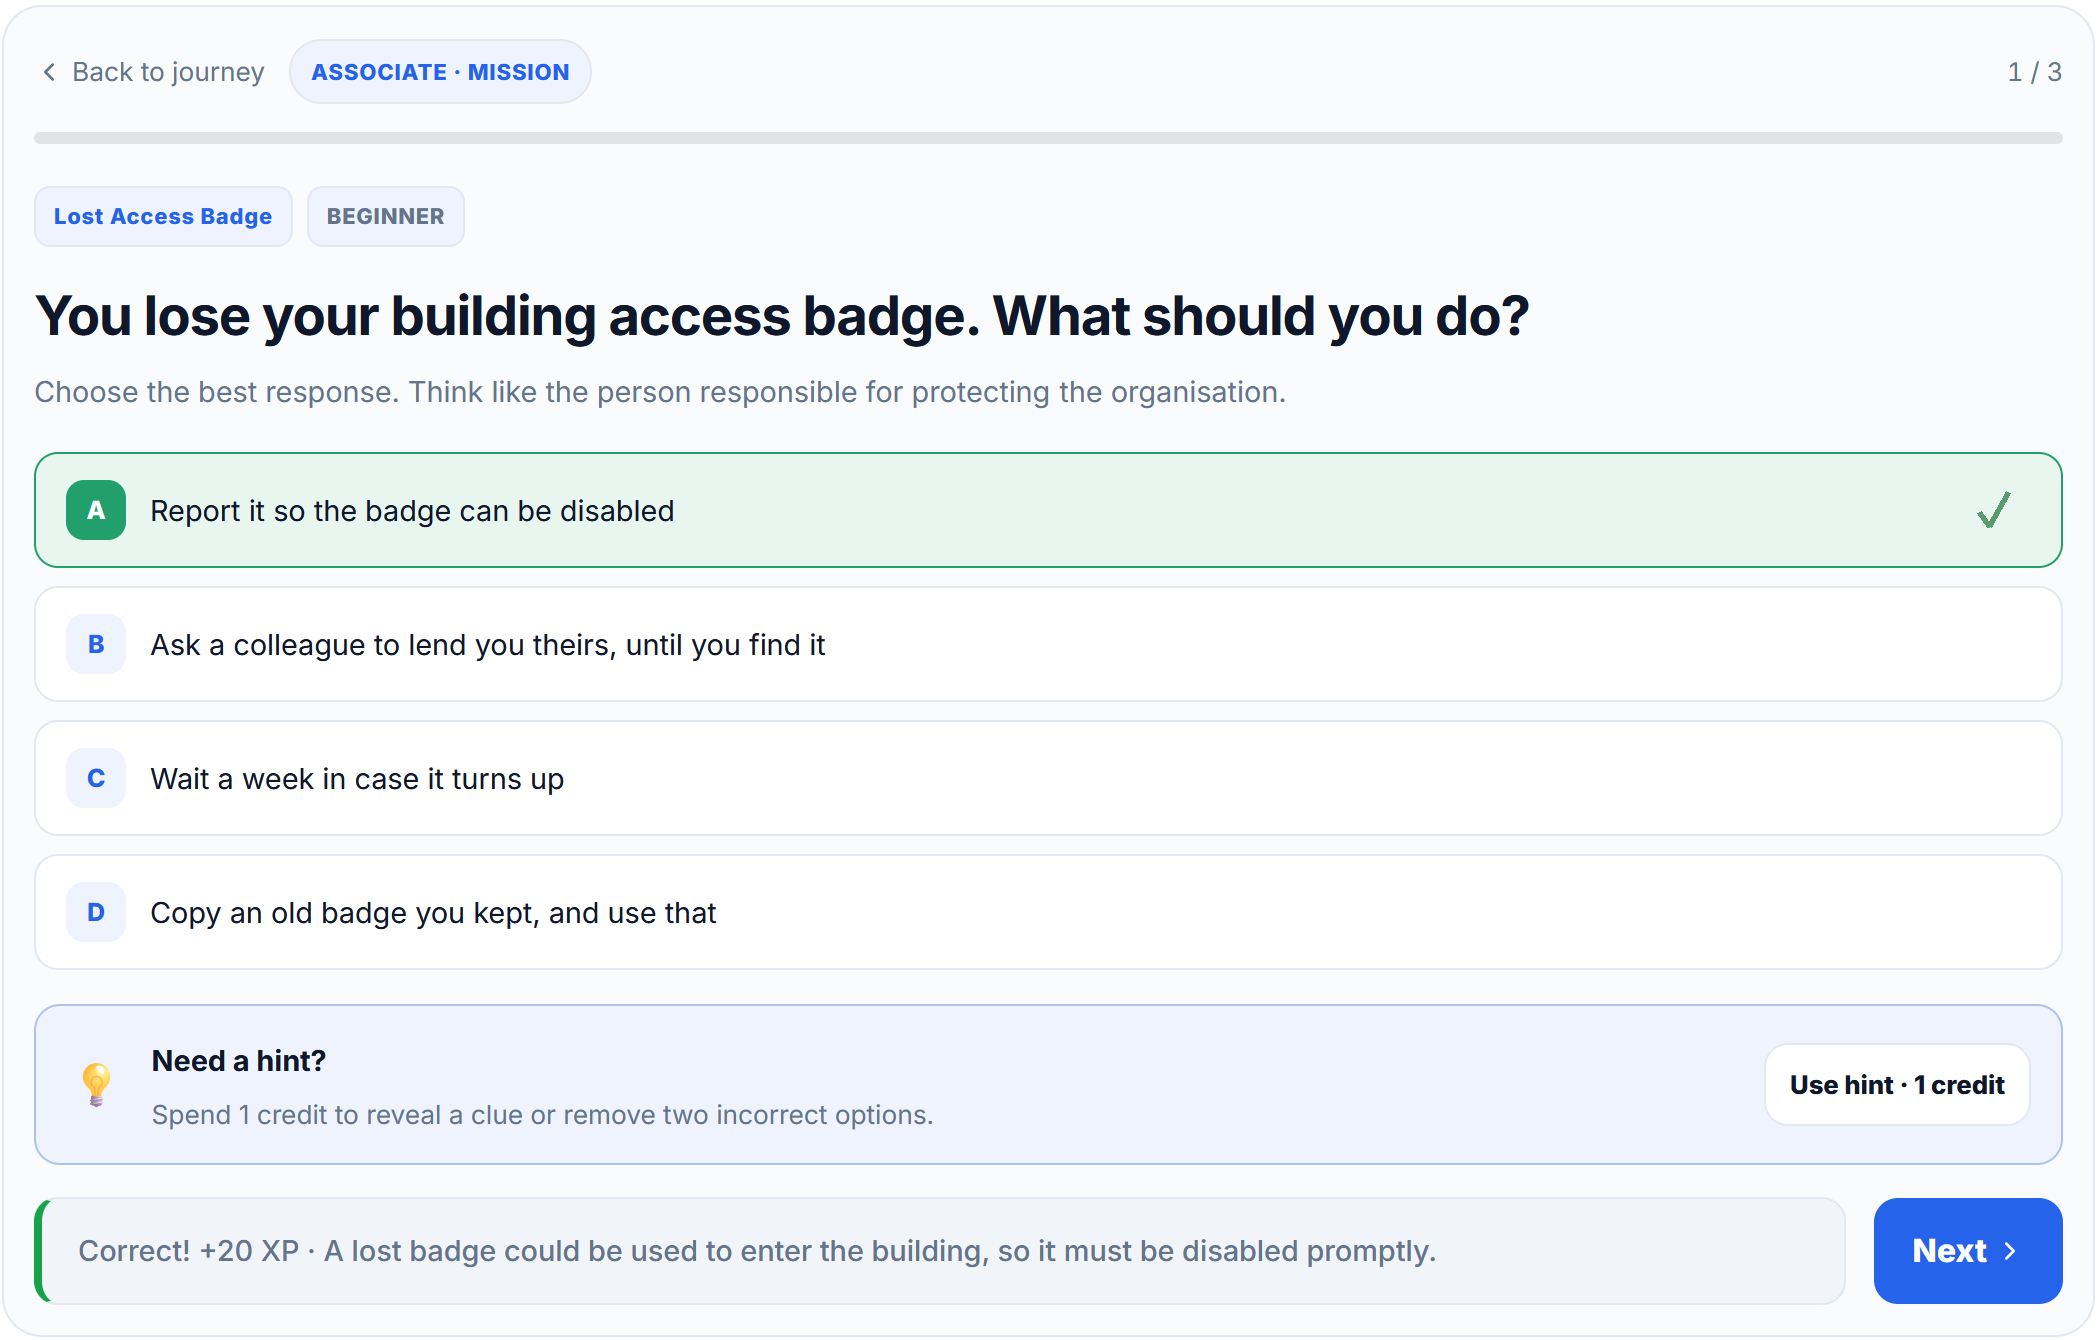 Back to journey
ASSOCIATE · MISSION
1 / 3
Lost Access Badge
BEGINNER
You lose your building access badge. What should you do?
Choose the best response. Think like the person responsible for protecting the organisation.
A Report it so the badge can be disabled
B Ask a colleague to lend you theirs, until you find it
C Wait a week in case it turns up
D Copy an old badge you kept, and use that
Need a hint?
Spend 1 credit to reveal a clue or remove two incorrect options.
Use hint · 1 credit
Correct! +20 XP · A lost badge could be used to enter the building, so it must be disabled promptly.
Next